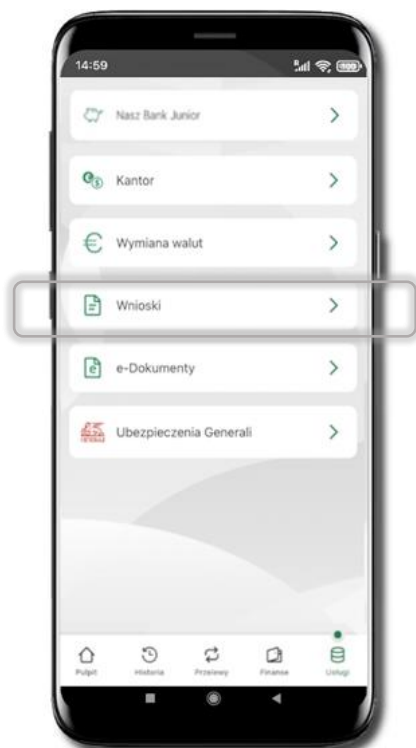 14:59
Nasz Bank Junior
Kantor
Wymiana walut
Wnioski
e-Dokumenty
Ubezpieczenia Generali
Pulpit Historia Przelewy Finanse Usługi